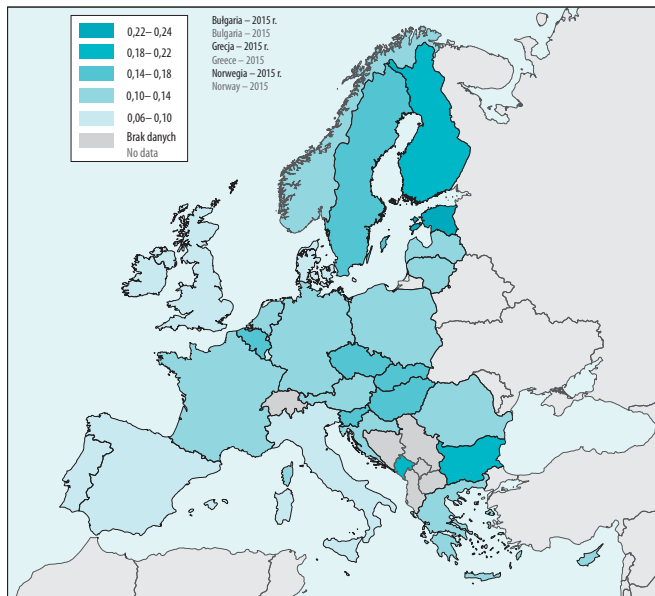 0,22– 0,24
0,18– 0,22
0,14– 0,18
0,10– 0,14
0,06– 0,10
Brak danych
No data
Bułgaria – 2015 r.
Bulgaria – 2015
Grecja – 2015 r.
Greece – 2015
Norwegia – 2015 r.
Norway – 2015